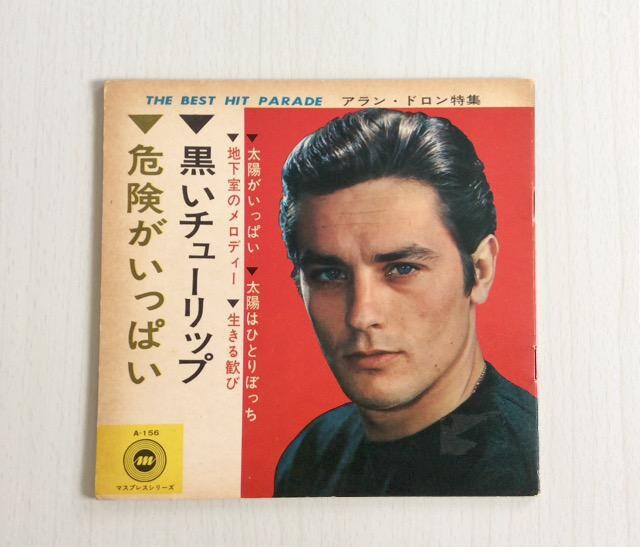 THE BEST HIT PARADE アラン・ドロン特集
▼太陽がいっぱい ▼太陽はひとりぼっち
▼地下室のメロディー ▼生きる歓び
▼黒いチューリップ
▼危険がいっぱい
A-156
m
マスプレスシリーズ